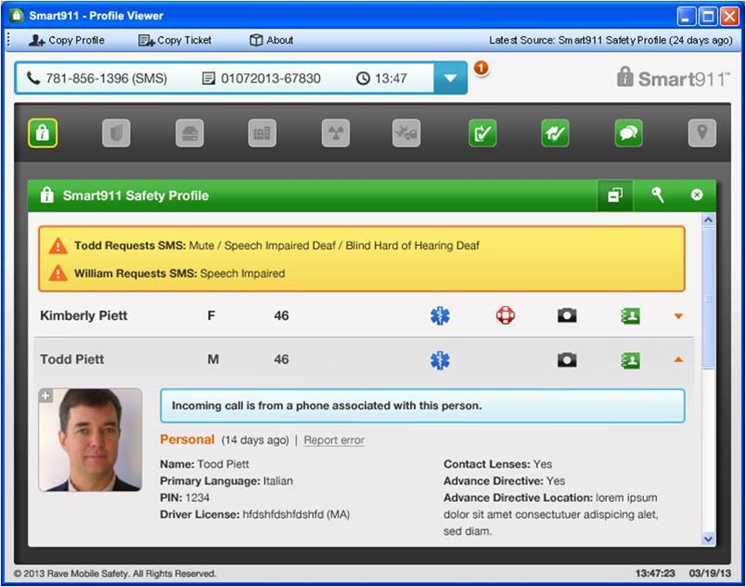 Smart911 - Profile Viewer
Copy Profile Copy Ticket About Latest Source: Smart911 Safety Profile (24 days ago)
781-856-1396 (SMS) 01072013-67830 13:47 1 Smart911™
Smart911 Safety Profile
Todd Requests SMS: Mute / Speech Impaired Deaf / Blind Hard of Hearing Deaf
William Requests SMS: Speech Impaired
Kimberly Piett F 46
Todd Piett M 46
Incoming call is from a phone associated with this person.
Personal (14 days ago) | Report error
Name: Tood Piett
Primary Language: Italian
PIN: 1234
Driver License: hfdshfdshfdshfd (MA)
Contact Lenses: Yes
Advance Directive: Yes
Advance Directive Location: lorem ipsum
dolor sit amet consectutuer adispicing alet,
sed diam.
© 2013 Rave Mobile Safety. All Rights Reserved. 13:47:23 03/19/13